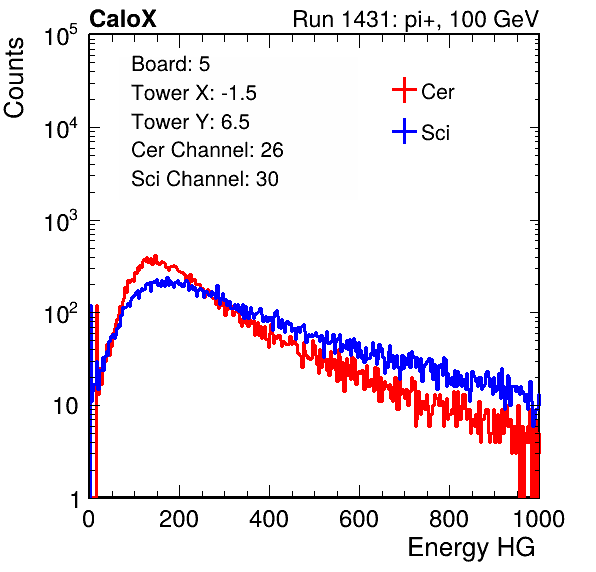 CaloX Run 1431: pi+, 100 GeV
Counts
Board: 5
Tower X: -1.5
Tower Y: 6.5
Cer Channel: 26
Sci Channel: 30
Cer
Sci
10^5
10^4
10^3
10^2
10
1
0 200 400 600 800 1000
Energy HG